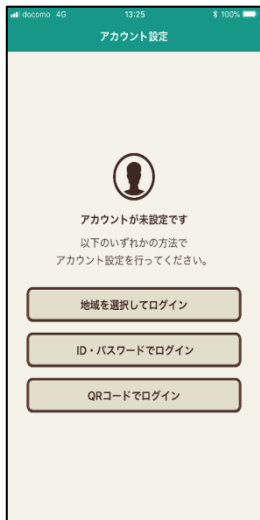 docomo 4G 13:25 100%
アカウント設定
アカウントが未設定です
以下のいずれかの方法で
アカウント設定を行ってください。
地域を選択してログイン
ID・パスワードでログイン
QRコードでログイン